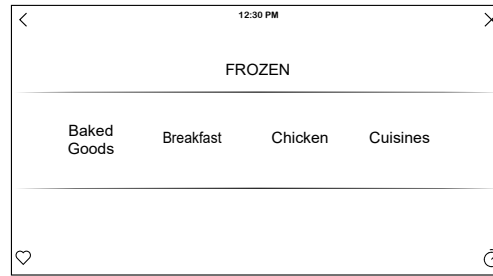 12:30 PM
FROZEN
Baked
Goods
Breakfast
Chicken
Cuisines